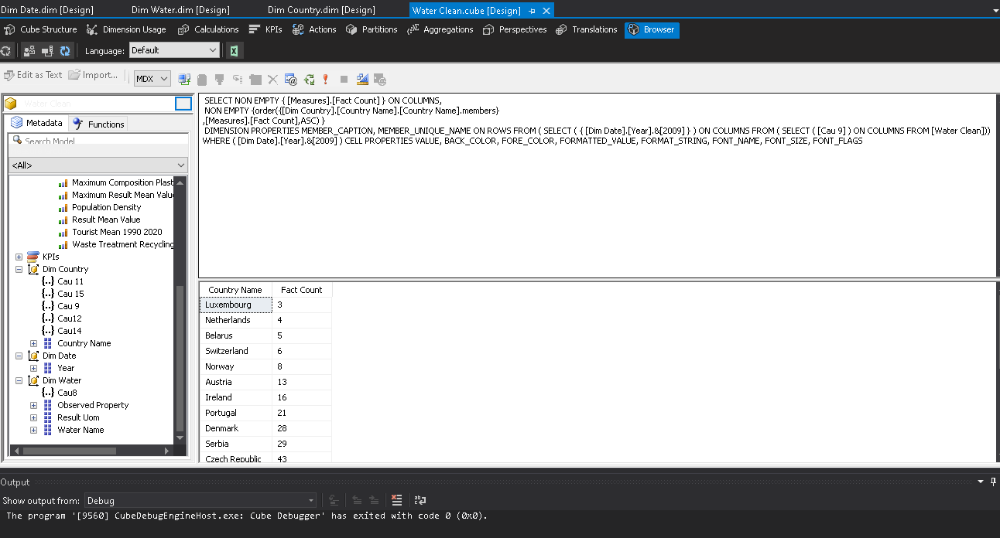 Dim Date.dim [Design] Dim Water.dim [Design] Dim Country.dim [Design] Water Clean.cube [Design]
Cube Structure Dimension Usage Calculations KPIs Actions Partitions Aggregations Perspectives Translations Browser
Language: Default
Edit as Text Import... MDX
Water Clean
Metadata Functions
Search Model
<All>
Maximum Composition Plast
Maximum Result Mean Valu
Population Density
Result Mean Value
Tourist Mean 1990 2020
Waste Treatment Recycling
KPIs
Dim Country
Cau 11
Cau 15
Cau 9
Cau12
Cau14
Country Name
Dim Date
Year
Dim Water
Cau8
Observed Property
Result Uom
Water Name
SELECT NON EMPTY { [Measures].[Fact Count] } ON COLUMNS,
NON EMPTY {order({[Dim Country].[Country Name].[Country Name].members}
,[Measures].[Fact Count],ASC) }
DIMENSION PROPERTIES MEMBER_CAPTION, MEMBER_UNIQUE_NAME ON ROWS FROM ( SELECT ( { [Dim Date].[Year].&[2009] } ) ON COLUMNS FROM ( SELECT ( [Cau 9] ) ON COLUMNS FROM [Water Clean]))
WHERE ( [Dim Date].[Year].&[2009] ) CELL PROPERTIES VALUE, BACK_COLOR, FORE_COLOR, FORMATTED_VALUE, FORMAT_STRING, FONT_NAME, FONT_SIZE, FONT_FLAGS
Country Name Fact Count
Luxembourg 3
Netherlands 4
Belarus 5
Switzerland 6
Norway 8
Austria 13
Ireland 16
Portugal 21
Denmark 28
Serbia 29
Czech Republic 43
Output
Show output from: Debug
The program '[9560] CubeDebugEngineHost.exe: Cube Debugger' has exited with code 0 (0x0).